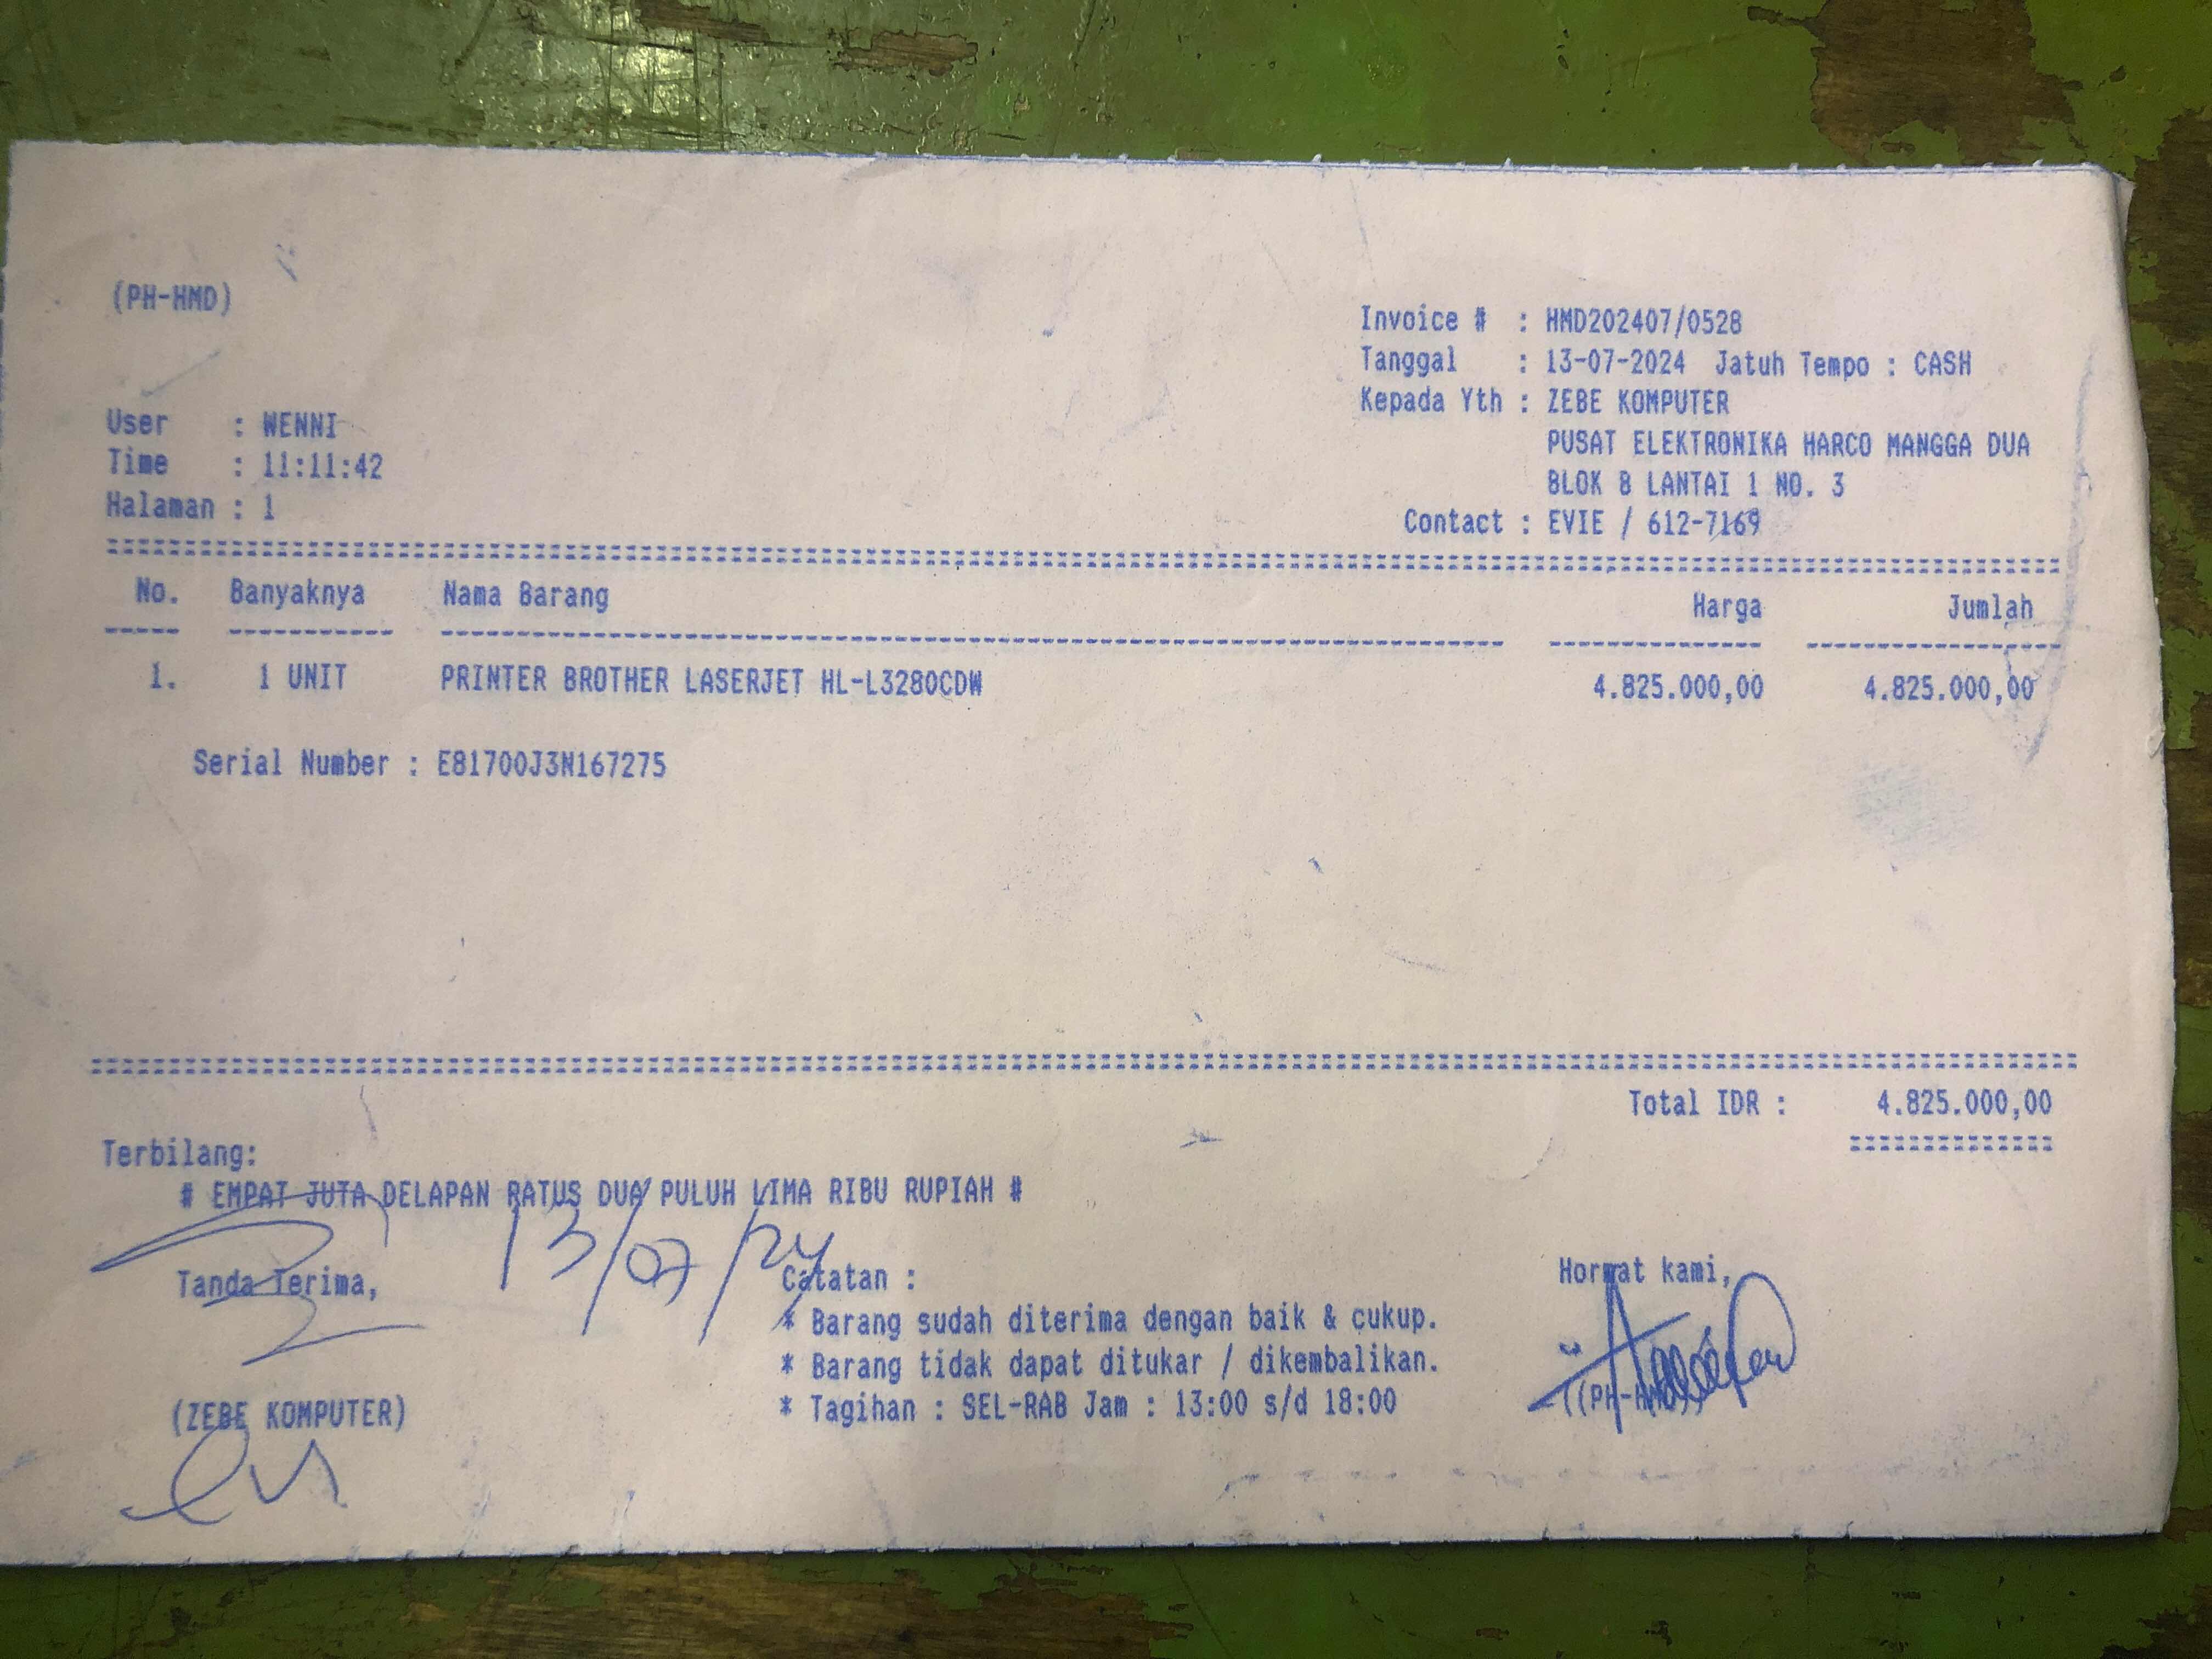 (PH-HMD)
Invoice # : HMD202407/0528
Tanggal : 13-07-2024 Jatuh Tempo : CASH
Kepada Yth : ZEBE KOMPUTER
PUSAT ELEKTRONIKA HARCO MANGGA DUA
BLOK B LANTAI 1 NO. 3
Contact : EVIE / 612-7169
User : WENNI
Time : 11:11:42
Halaman : 1
No. Banyaknya Nama Barang Harga Jumlah
1. 1 UNIT PRINTER BROTHER LASERJET HL-L3280CDW 4.825.000,00 4.825.000,00
Serial Number : E81700J3N167275
Total IDR : 4.825.000,00
Terbilang:
# EMPAT JUTA DELAPAN RATUS DUA PULUH LIMA RIBU RUPIAH #
13/07/24
Tanda Terima,
(ZEBE KOMPUTER)
Catatan :
* Barang sudah diterima dengan baik & cukup.
* Barang tidak dapat ditukar / dikembalikan.
* Tagihan : SEL-RAB Jam : 13:00 s/d 18:00
Hormat kami,